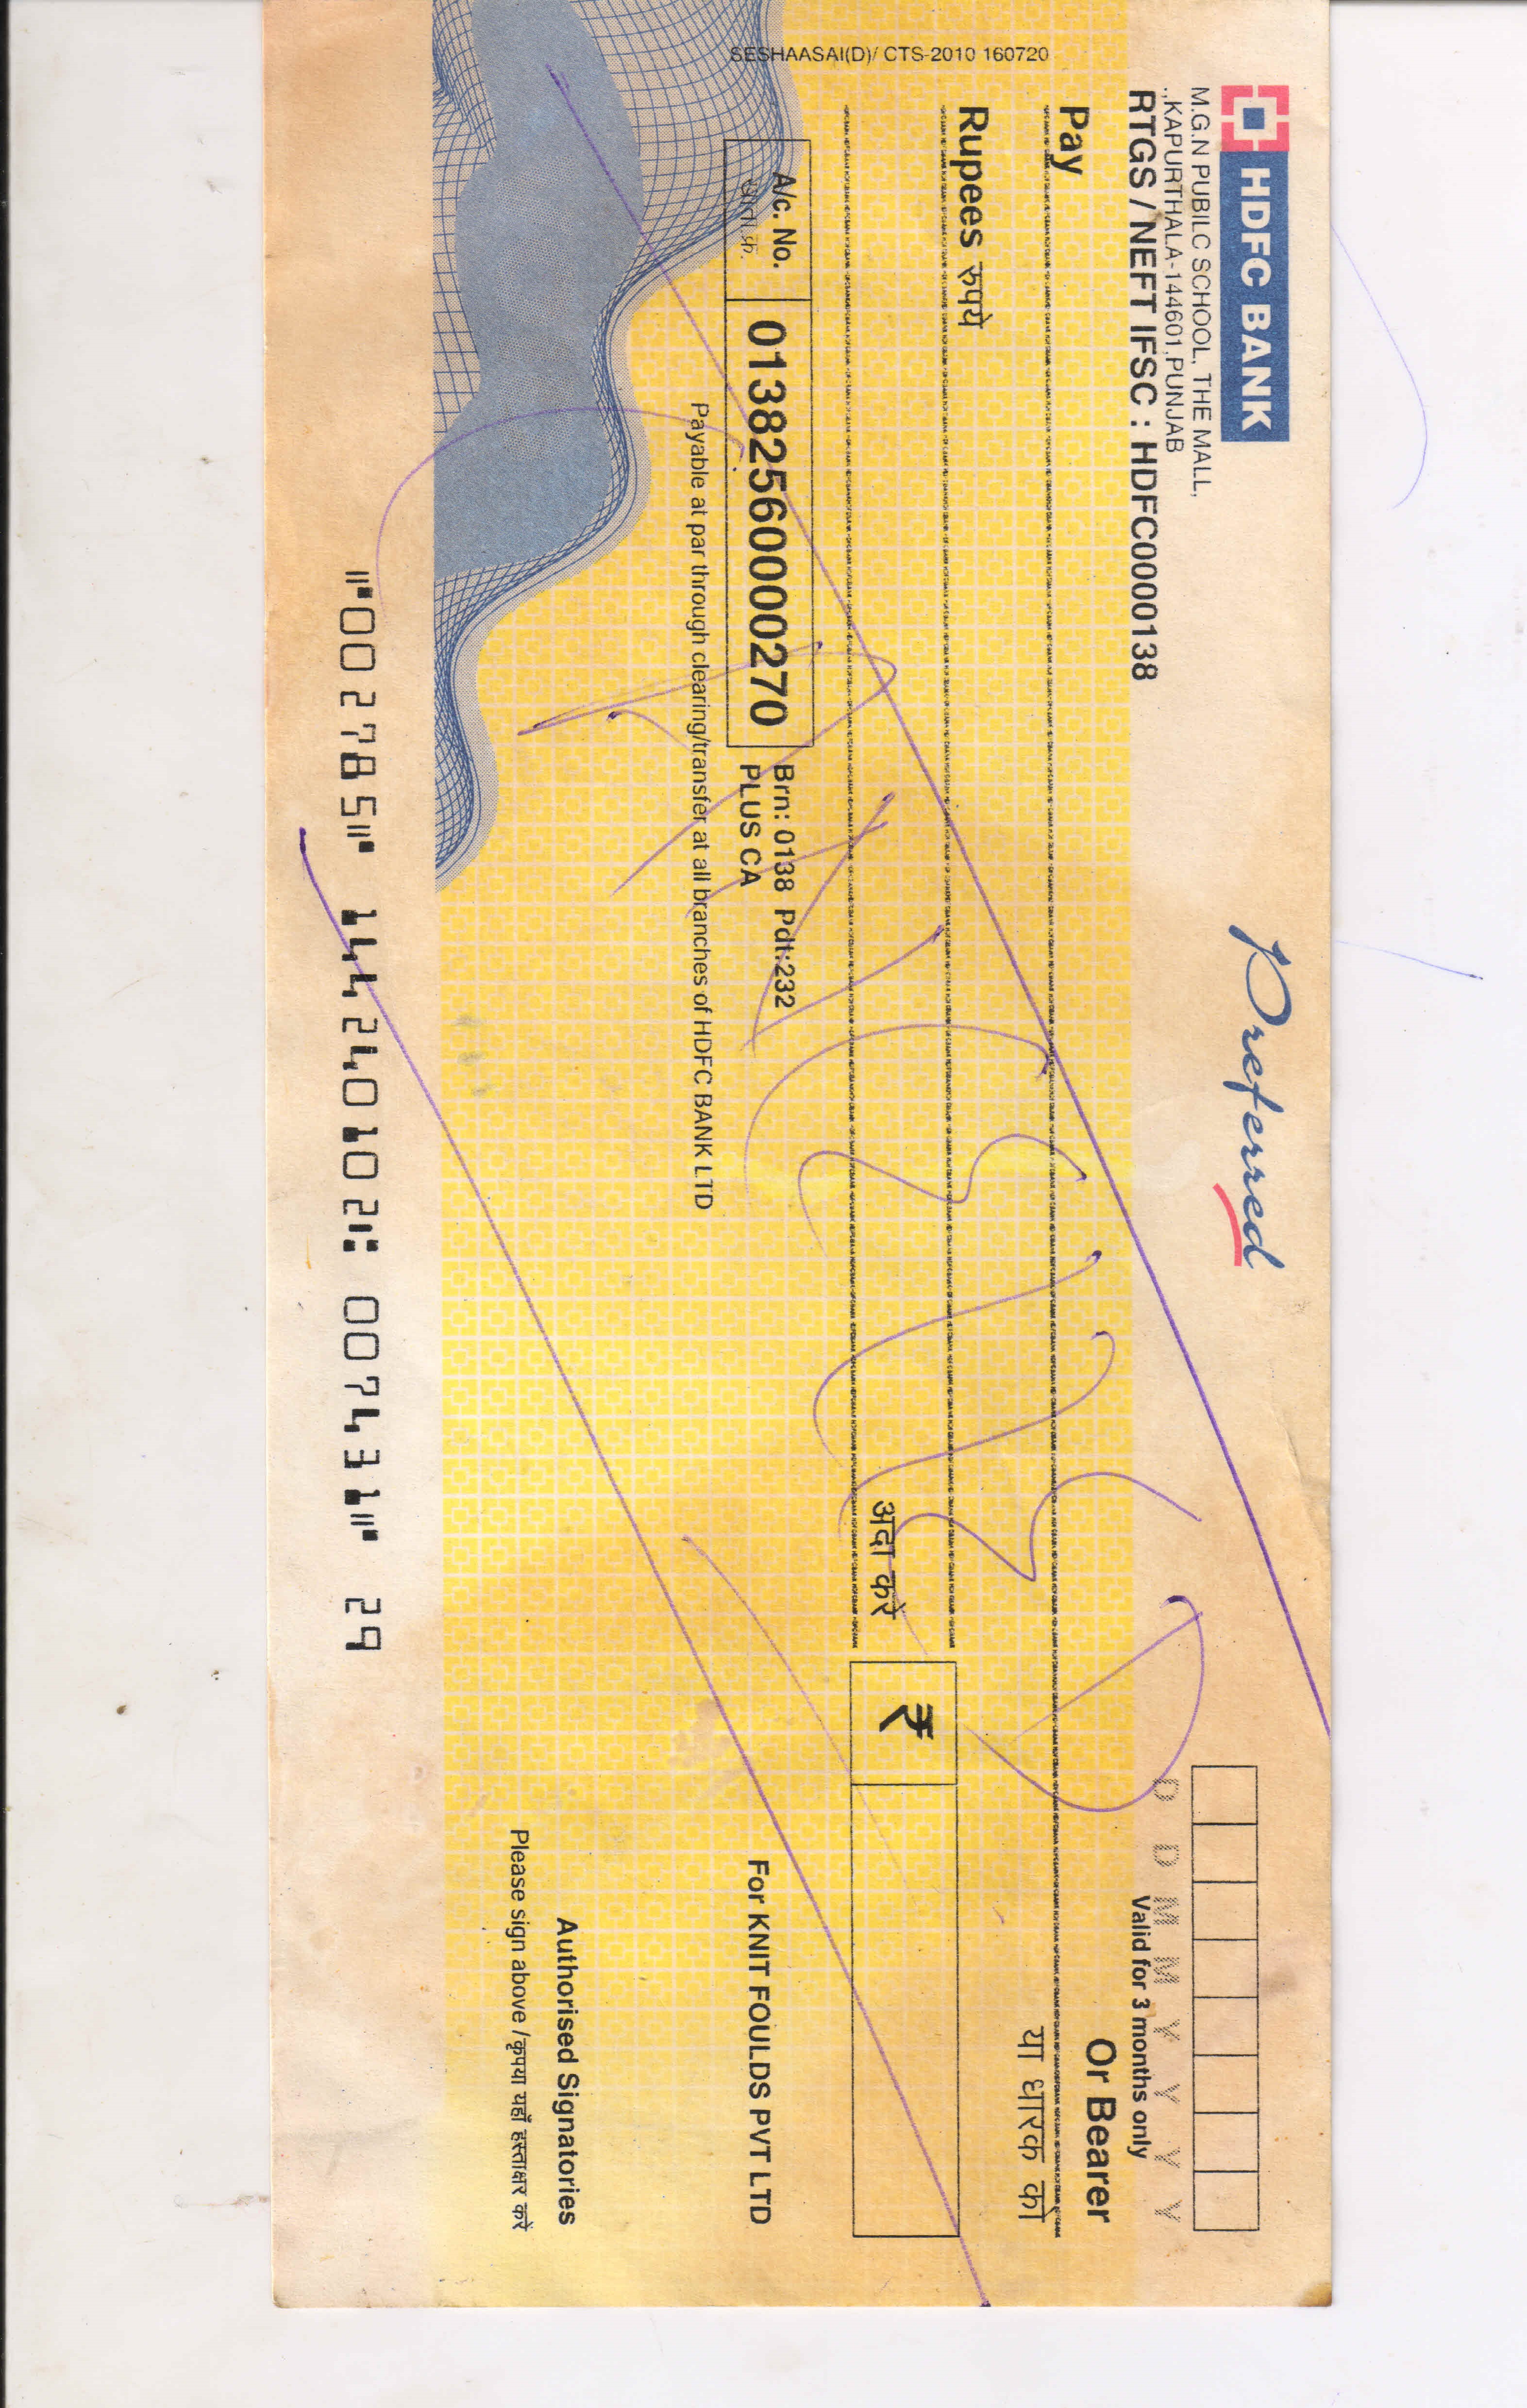 HDFC BANK
Preferred
M.G.N PUBILC SCHOOL, THE MALL,
.,KAPURTHALA-144601,PUNJAB
RTGS / NEFT IFSC : HDFC0000138
D D M M Y Y Y Y
Valid for 3 months only
Pay
Or Bearer
या धारक को
Rupees रुपये
अदा करें ₹
CANCELLED
A/c. No. 01382560000270
खाता क्र.
Brn: 0138 Pdt:232
PLUS CA
For KNIT FOULDS PVT LTD
Payable at par through clearing/transfer at all branches of HDFC BANK LTD
Authorised Signatories
Please sign above / कृपया यहाँ हस्ताक्षर करें
SESHAASAI(D)/ CTS-2010 160720
⑈002785⑈ 144240102⑆ 007431⑈ 29